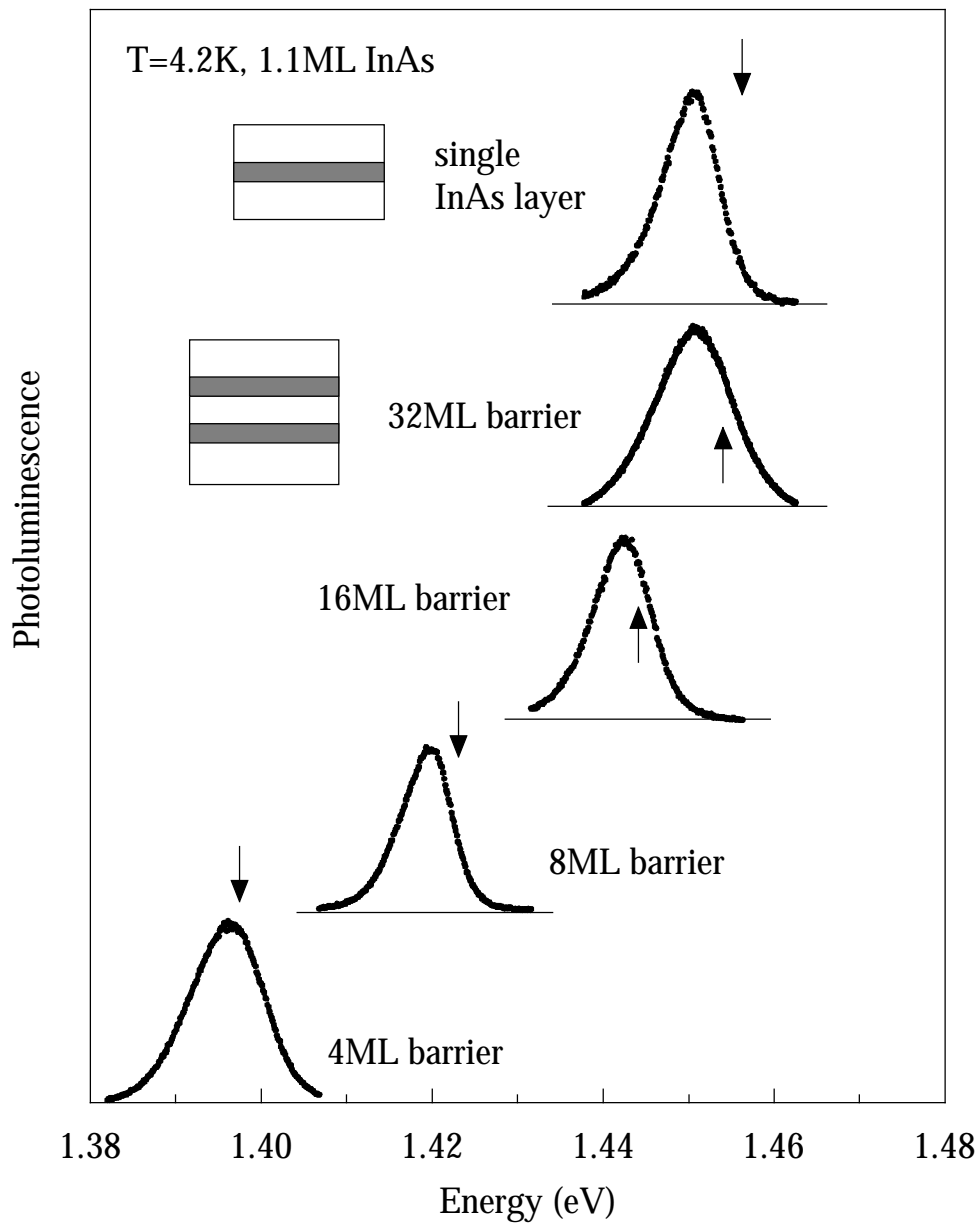 T=4.2K, 1.1ML InAs
single
InAs layer
32ML barrier
16ML barrier
8ML barrier
4ML barrier
Photoluminescence
1.38 1.40 1.42 1.44 1.46 1.48
Energy (eV)